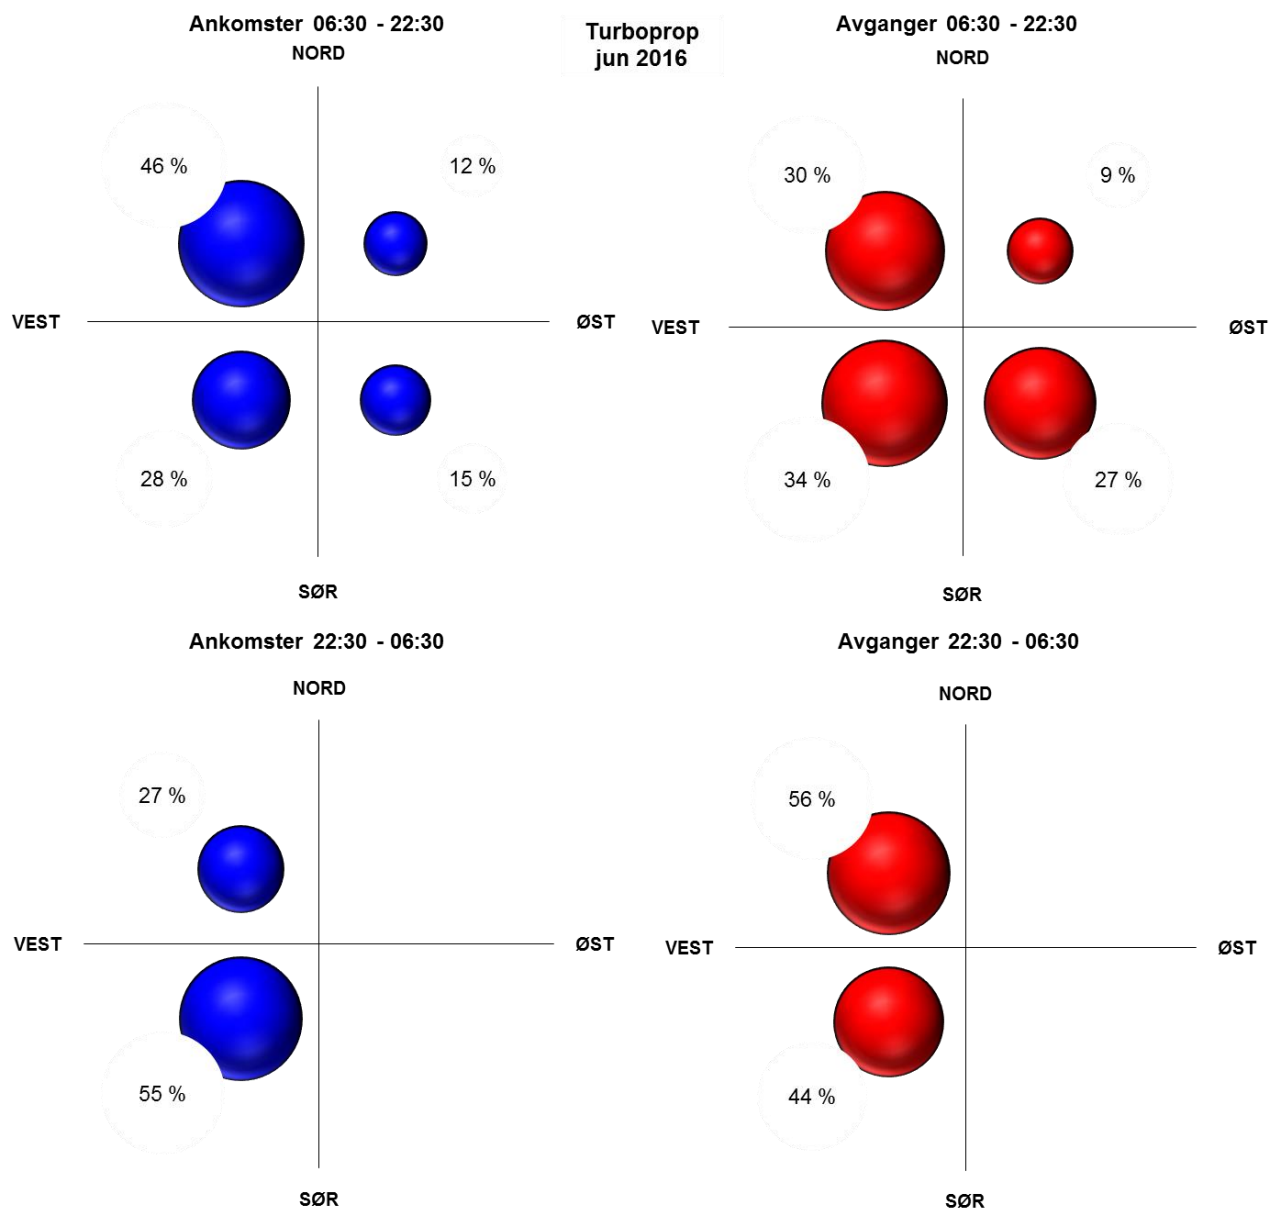 Ankomster 06:30 - 22:30
NORD
46 %
12 %
VEST
ØST
28 %
15 %
SØR
Turboprop
jun 2016
Avganger 06:30 - 22:30
NORD
30 %
9 %
VEST
ØST
34 %
27 %
SØR
Ankomster 22:30 - 06:30
NORD
27 %
VEST
ØST
55 %
SØR
Avganger 22:30 - 06:30
NORD
56 %
VEST
ØST
44 %
SØR